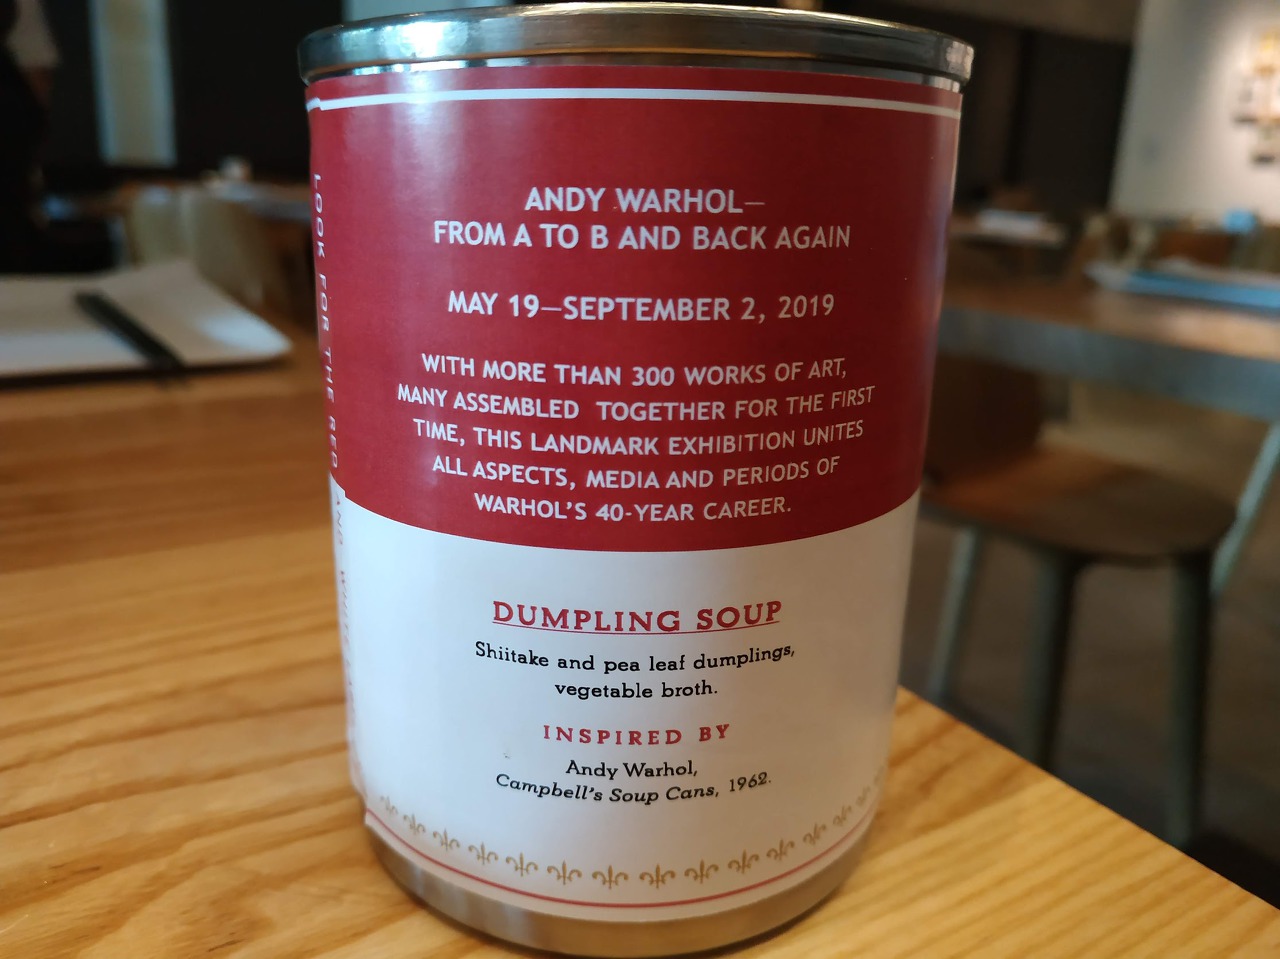 ANDY WARHOL—
FROM A TO B AND BACK AGAIN
MAY 19—SEPTEMBER 2, 2019
WITH MORE THAN 300 WORKS OF ART,
MANY ASSEMBLED TOGETHER FOR THE FIRST
TIME, THIS LANDMARK EXHIBITION UNITES
ALL ASPECTS, MEDIA AND PERIODS OF
WARHOL'S 40-YEAR CAREER.
DUMPLING SOUP
Shiitake and pea leaf dumplings,
vegetable broth.
INSPIRED BY
Andy Warhol,
Campbell's Soup Cans, 1962.
LOOK FOR THE RED AND WHITE